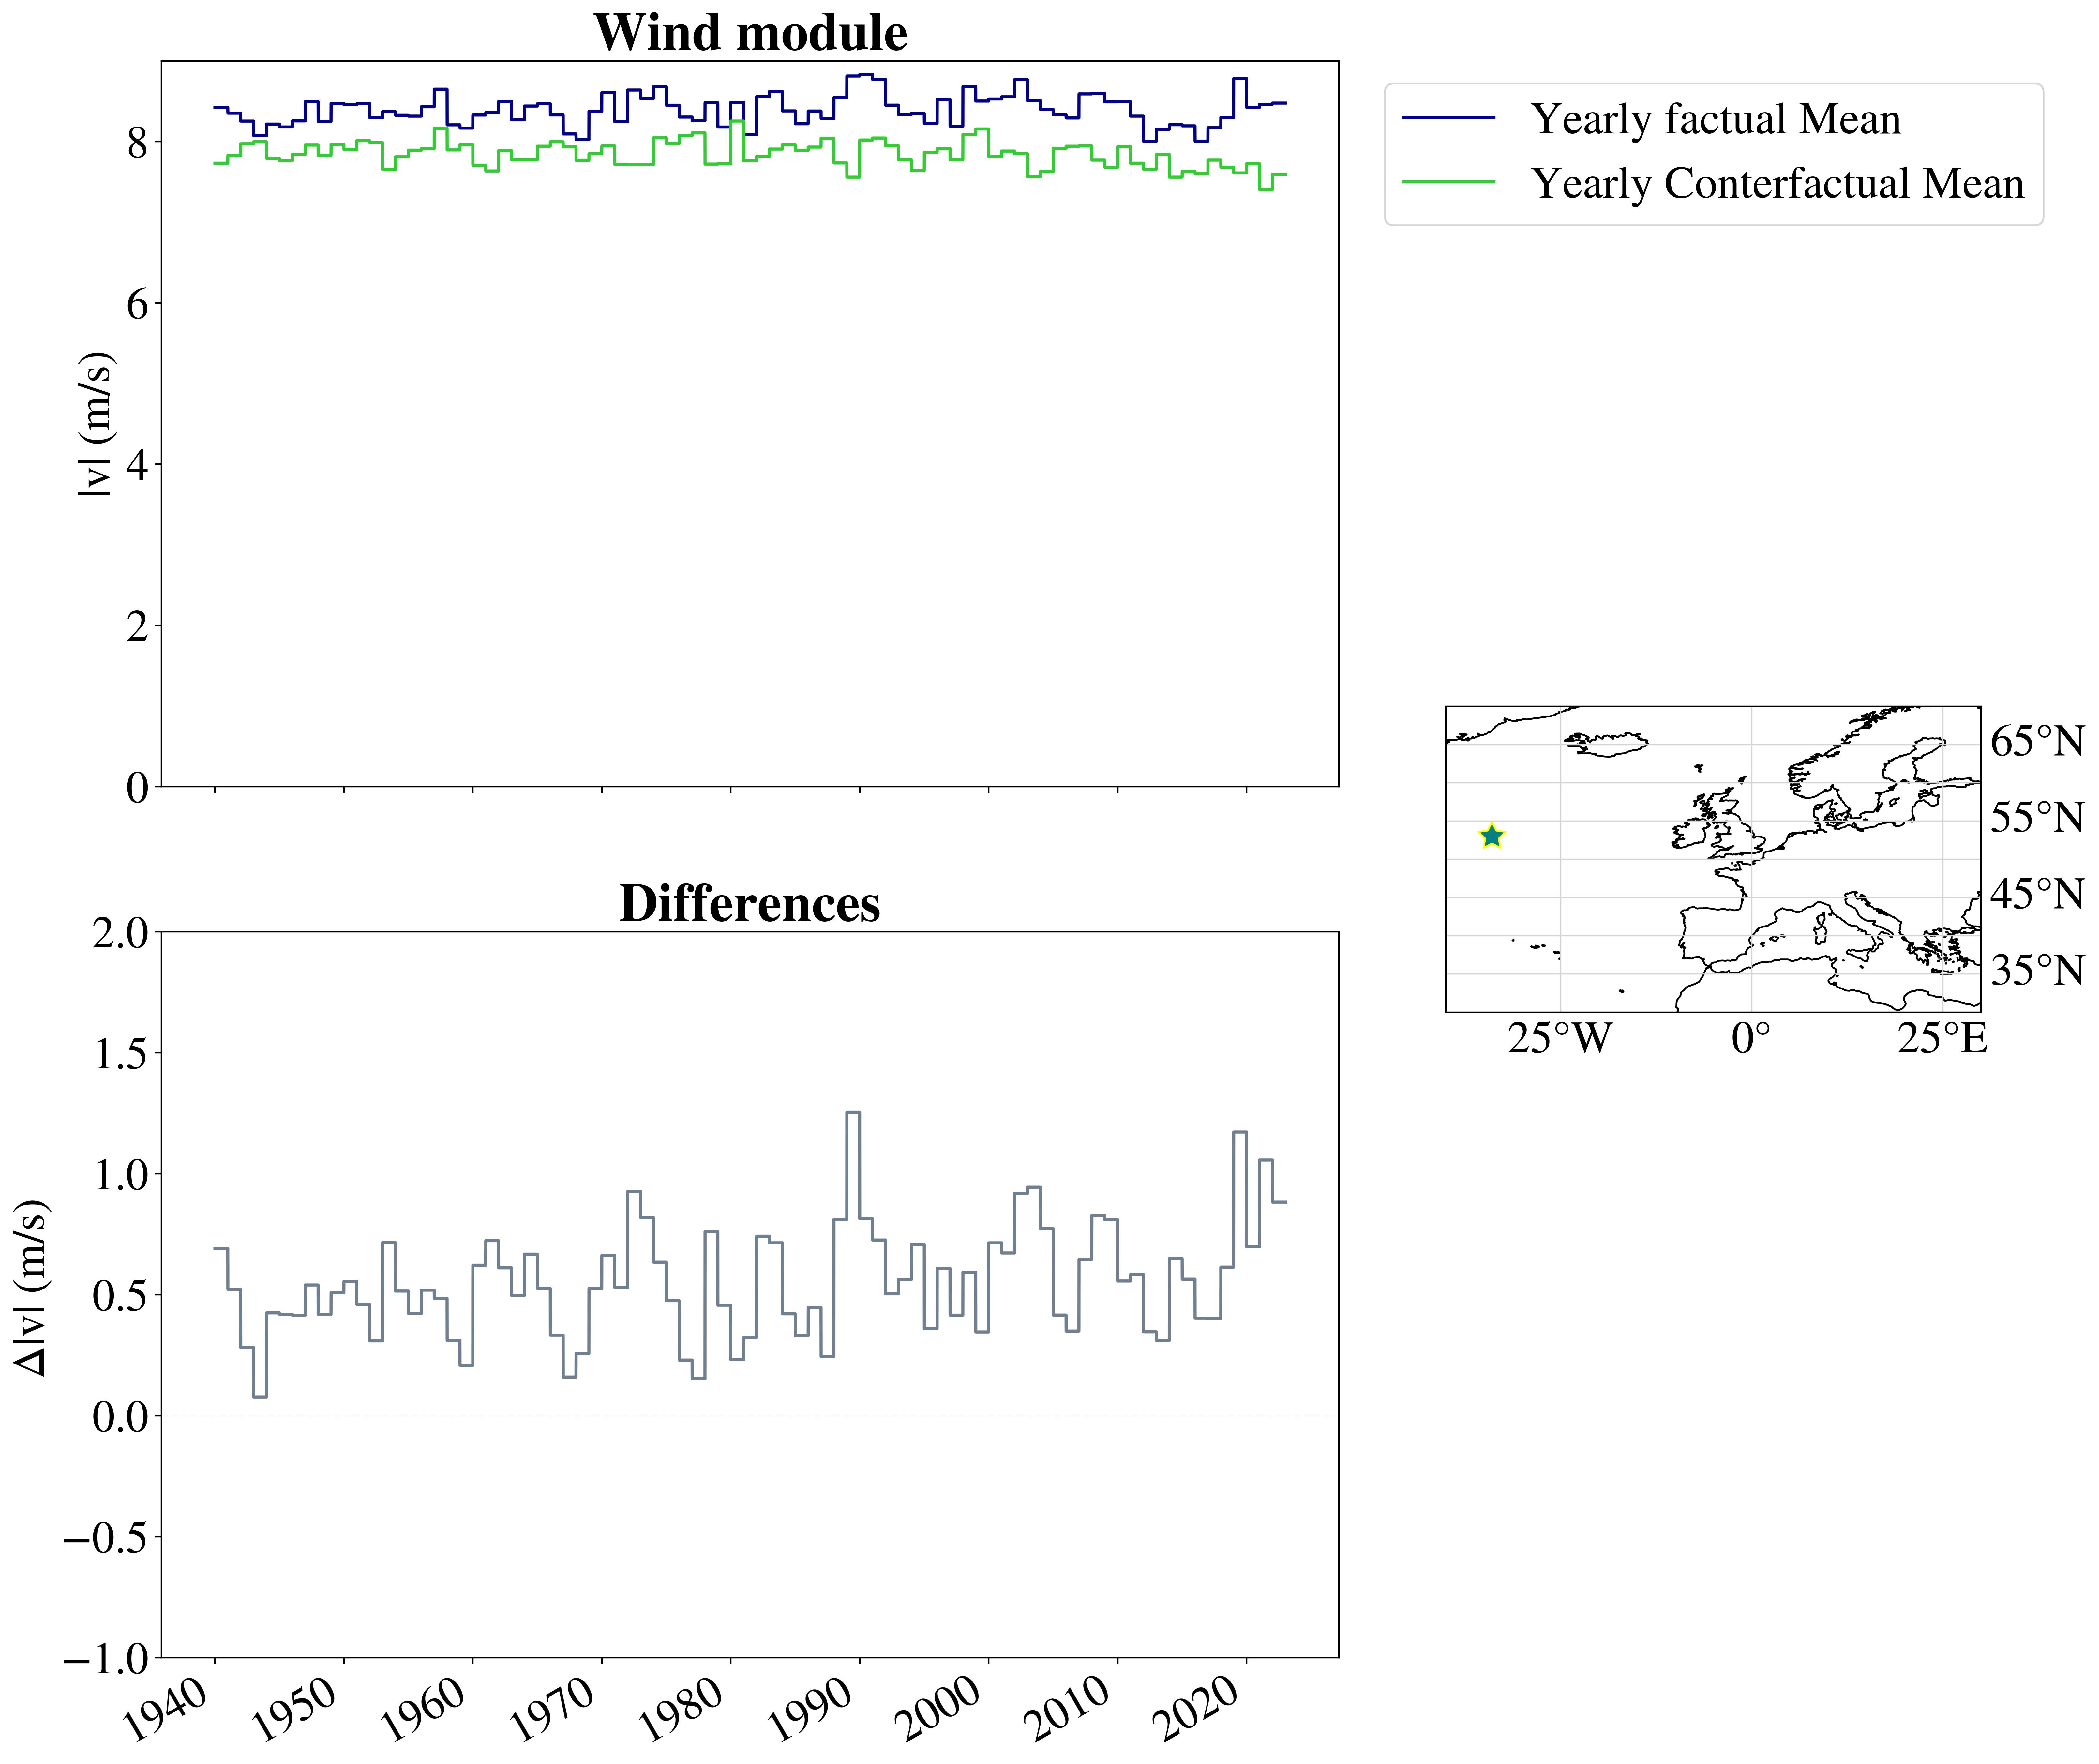 Wind module
8
6
4
2
0
|v| (m/s)
Yearly factual Mean
Yearly Conterfactual Mean
65°N
55°N
45°N
35°N
25°W 0° 25°E
Differences
2.0
1.5
1.0
0.5
0.0
−0.5
−1.0
Δ|v| (m/s)
1940 1950 1960 1970 1980 1990 2000 2010 2020